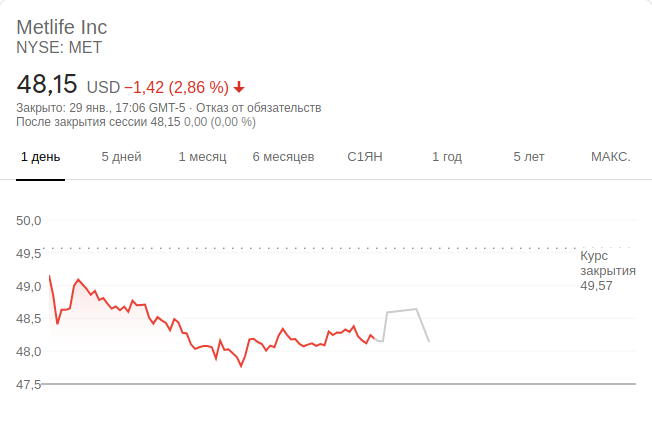 Metlife Inc
NYSE: MET
48,15 USD −1,42 (2,86 %)
Закрыто: 29 янв., 17:06 GMT-5 · Отказ от обязательств
После закрытия сессии 48,15 0,00 (0,00 %)
1 день 5 дней 1 месяц 6 месяцев С1ЯН 1 год 5 лет МАКС.
50,0
49,5
49,0
48,5
48,0
47,5
Курс
закрытия
49,57